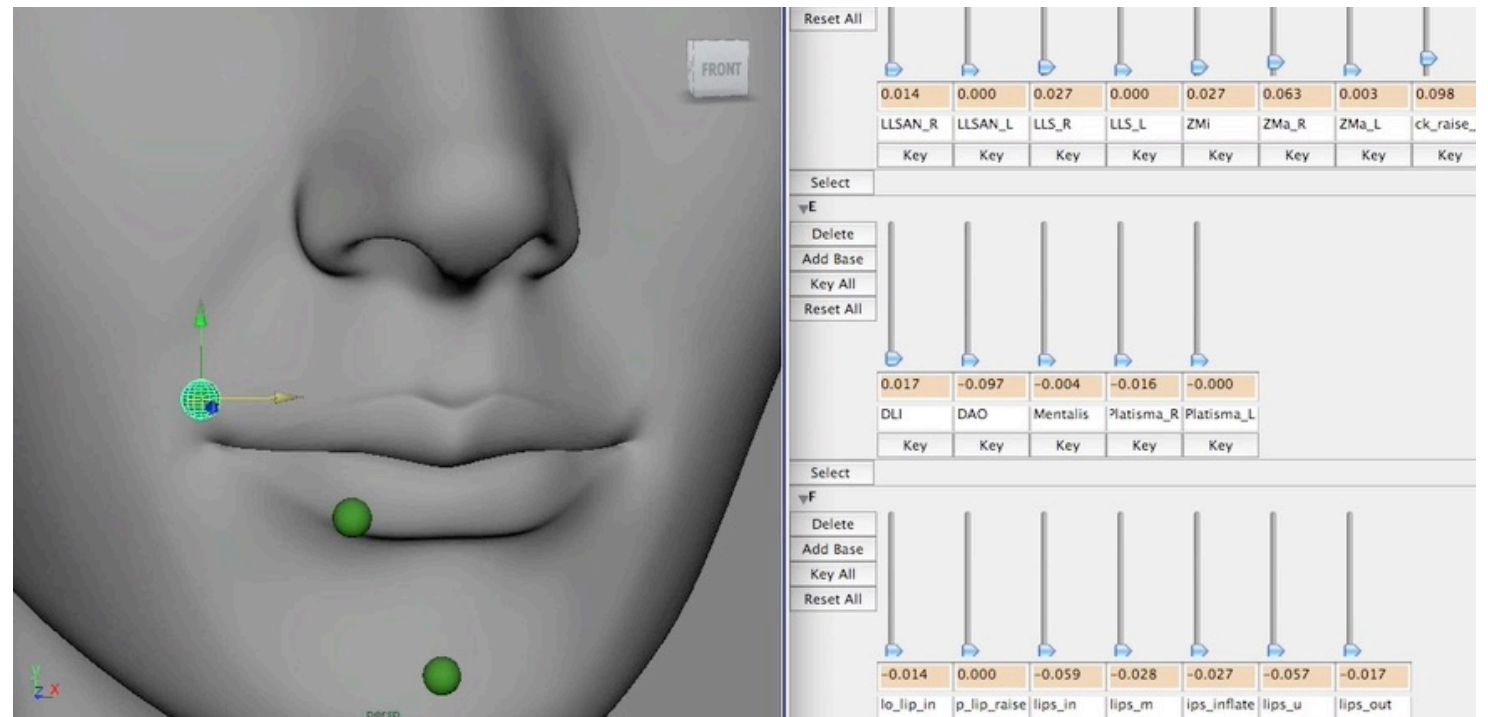 FRONT
y
z x
persp
Reset All
0.014 0.000 0.027 0.000 0.027 0.063 0.003 0.098
LLSAN_R LLSAN_L LLS_R LLS_L ZMi ZMa_R ZMa_L ck_raise_
Key Key Key Key Key Key Key Key
Select
E
Delete
Add Base
Key All
Reset All
0.017 -0.097 -0.004 -0.016 -0.000
DLI DAO Mentalis Platisma_R Platisma_L
Key Key Key Key Key
Select
F
Delete
Add Base
Key All
Reset All
-0.014 0.000 -0.059 -0.028 -0.027 -0.057 -0.017
lo_lip_in p_lip_raise lips_in lips_m ips_inflate lips_u lips_out